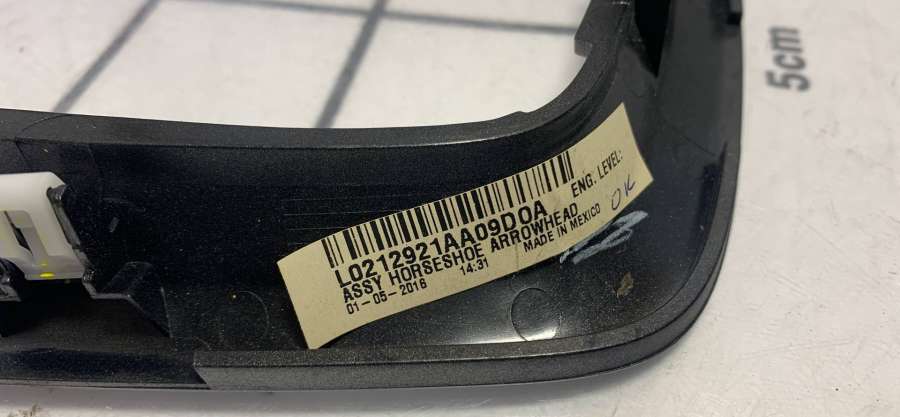 5cm
ENG. LEVEL:
L0212921AA09D0A
ASSY HORSESHOE ARROWHEAD OK
01-05-2016 14:31 MADE IN MEXICO